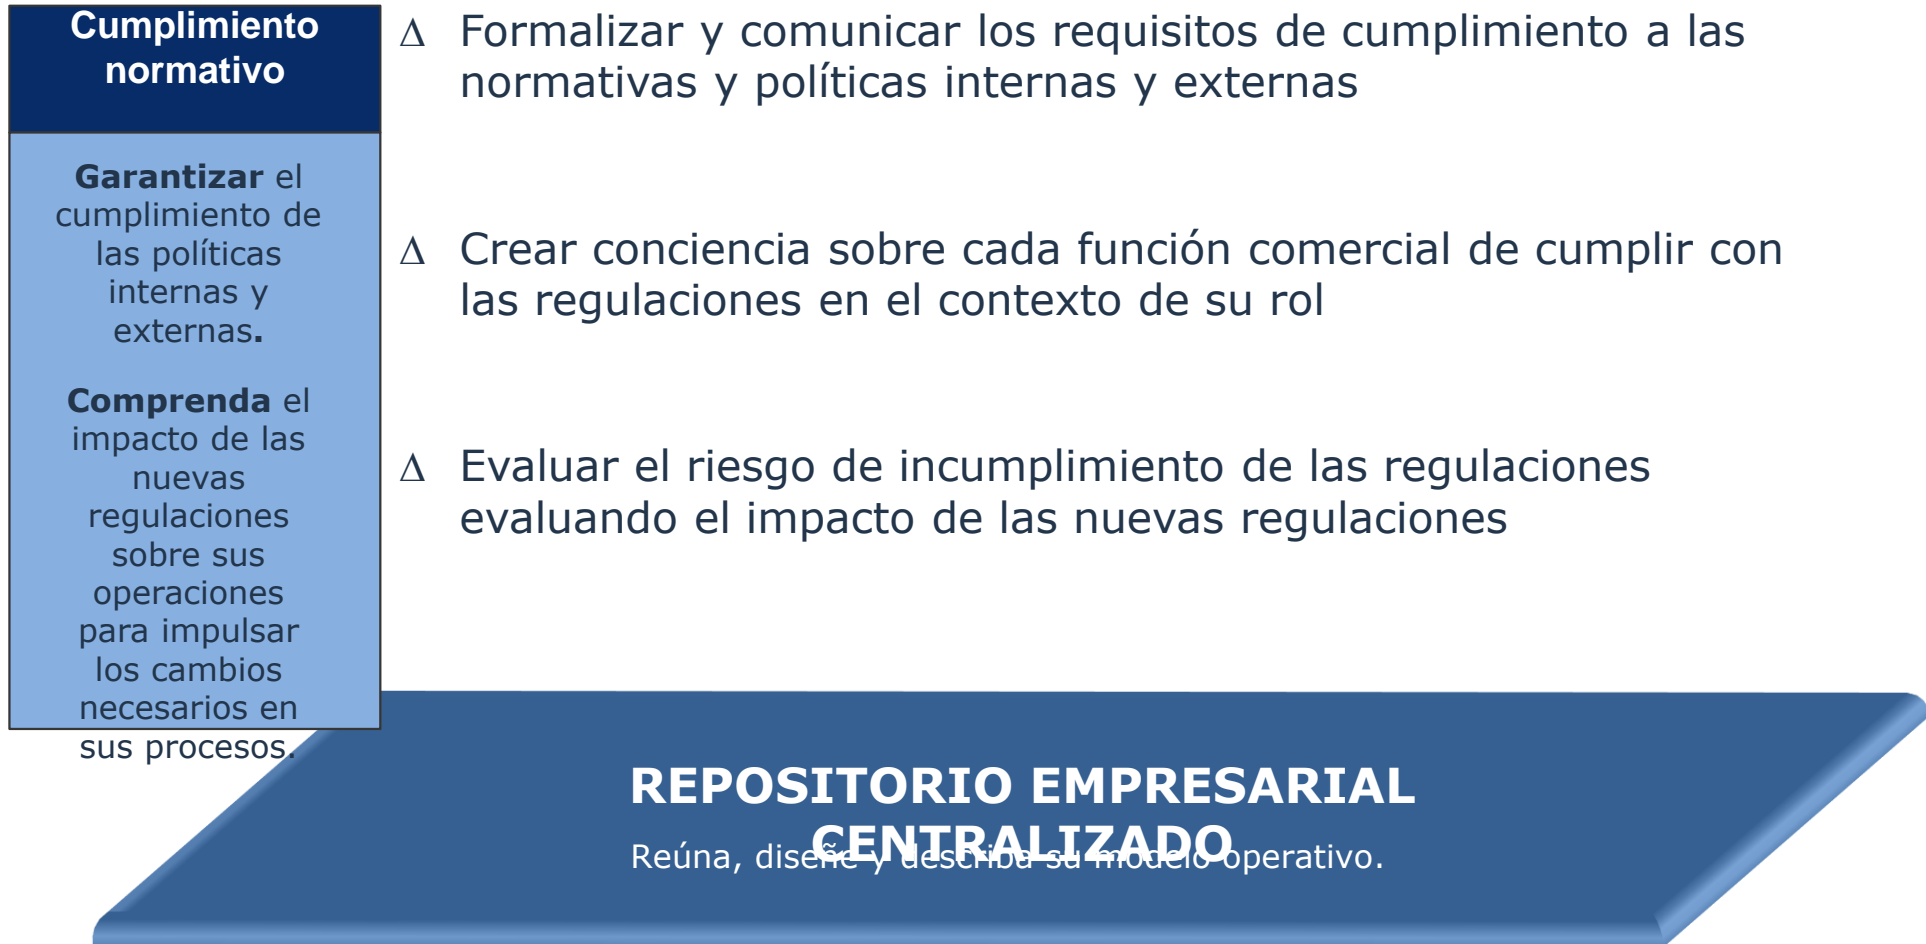 Cumplimiento
normativo
Garantizar el
cumplimiento de
las políticas
internas y
externas.
Comprenda el
impacto de las
nuevas
regulaciones
sobre sus
operaciones
para impulsar
los cambios
necesarios en
sus procesos.
Δ Formalizar y comunicar los requisitos de cumplimiento a las
normativas y políticas internas y externas
Δ Crear conciencia sobre cada función comercial de cumplir con
las regulaciones en el contexto de su rol
Δ Evaluar el riesgo de incumplimiento de las regulaciones
evaluando el impacto de las nuevas regulaciones
REPOSITORIO EMPRESARIAL
CENTRALIZADO
Reúna, diseñe y describa su modelo operativo.